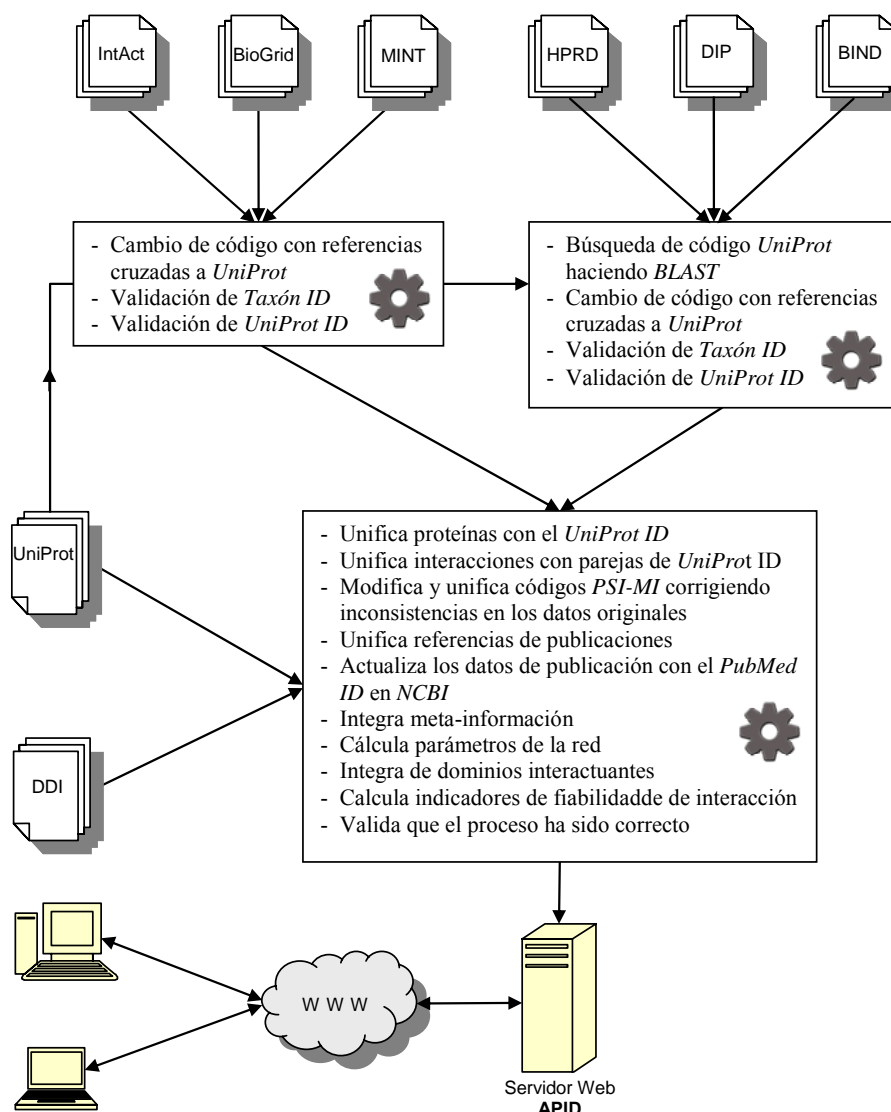 IntAct
BioGrid
MINT
HPRD
DIP
BIND
- Cambio de código con referencias
cruzadas a UniProt
- Validación de Taxón ID
- Validación de UniProt ID
- Búsqueda de código UniProt
haciendo BLAST
- Cambio de código con referencias
cruzadas a UniProt
- Validación de Taxón ID
- Validación de UniProt ID
UniProt
DDI
- Unifica proteínas con el UniProt ID
- Unifica interacciones con parejas de UniProt ID
- Modifica y unifica códigos PSI-MI corrigiendo
inconsistencias en los datos originales
- Unifica referencias de publicaciones
- Actualiza los datos de publicación con el PubMed
ID en NCBI
- Integra meta-información
- Cálcula parámetros de la red
- Integra de dominios interactuantes
- Calcula indicadores de fiabilidadde de interacción
- Valida que el proceso ha sido correcto
W W W
Servidor Web
APID